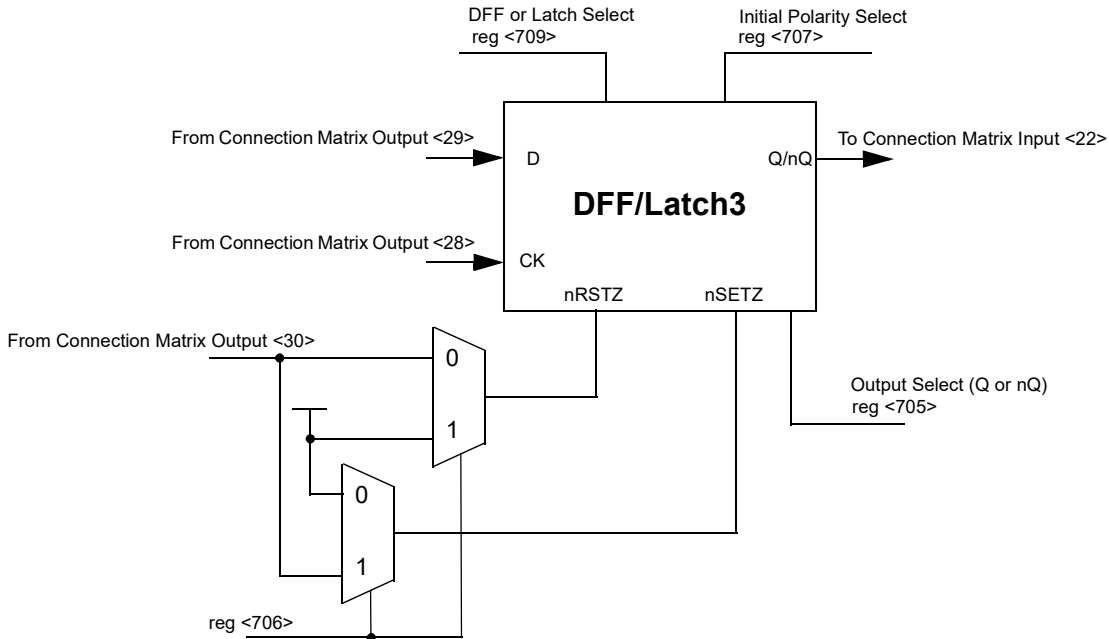 DFF or Latch Select
reg <709>
Initial Polarity Select
reg <707>
From Connection Matrix Output <29>
D
Q/nQ
To Connection Matrix Input <22>
DFF/Latch3
From Connection Matrix Output <28>
CK
nRSTZ
nSETZ
From Connection Matrix Output <30>
0
1
Output Select (Q or nQ)
reg <705>
0
1
reg <706>